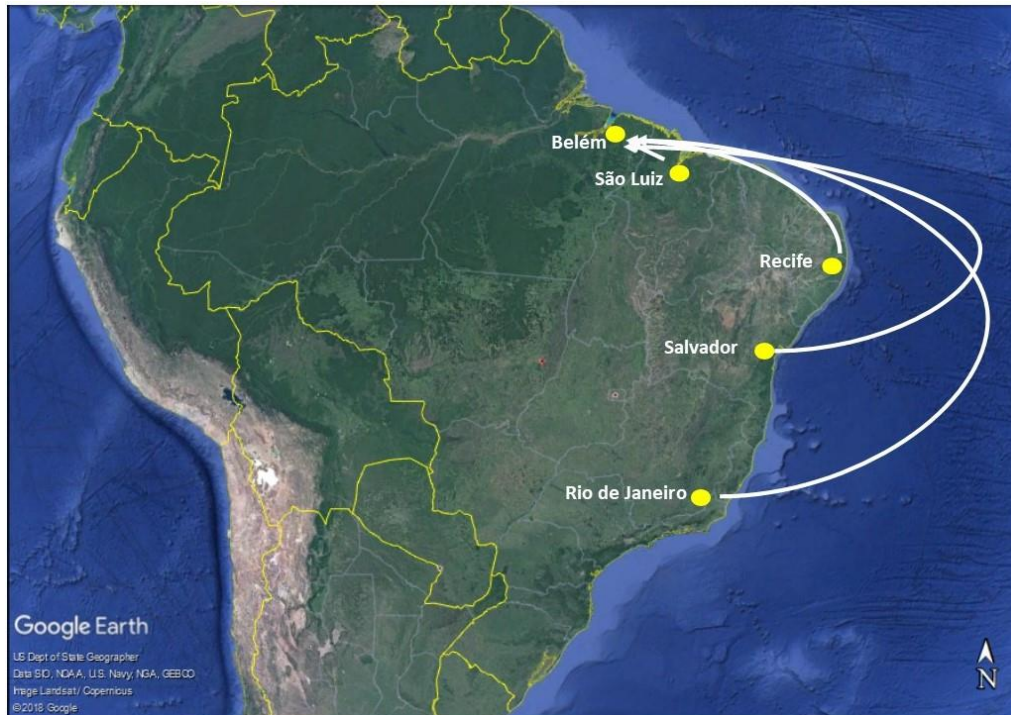 Belém
São Luiz
Recife
Salvador
Rio de Janeiro
Google Earth
US Dept of State Geographer
Data SIO, NOAA, U.S. Navy, NGA, GEBCO
Image Landsat / Copernicus
©2018 Google
N